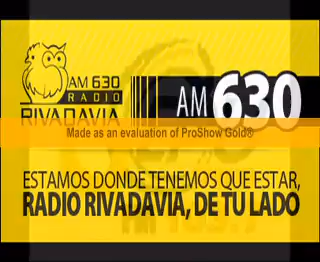 AM 630
RADIO
RIVADAVIA
AM 630
Made as an evaluation of ProShow Gold®
ESTAMOS DONDE TENEMOS QUE ESTAR,
RADIO RIVADAVIA, DE TU LADO